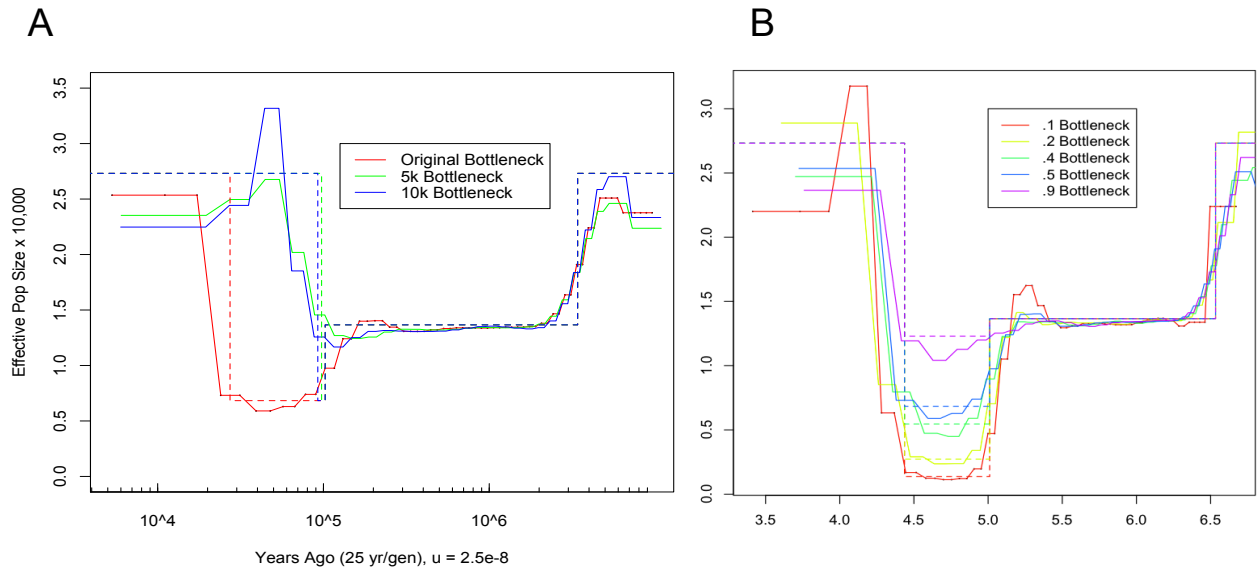 A
B
Effective Pop Size x 10,000
3.5
3.0
2.5
2.0
1.5
1.0
0.5
0.0
Original Bottleneck
5k Bottleneck
10k Bottleneck
10^4
10^5
10^6
Years Ago (25 yr/gen), u = 2.5e-8
3.0
2.5
2.0
1.5
1.0
0.5
0.0
.1 Bottleneck
.2 Bottleneck
.4 Bottleneck
.5 Bottleneck
.9 Bottleneck
3.5
4.0
4.5
5.0
5.5
6.0
6.5